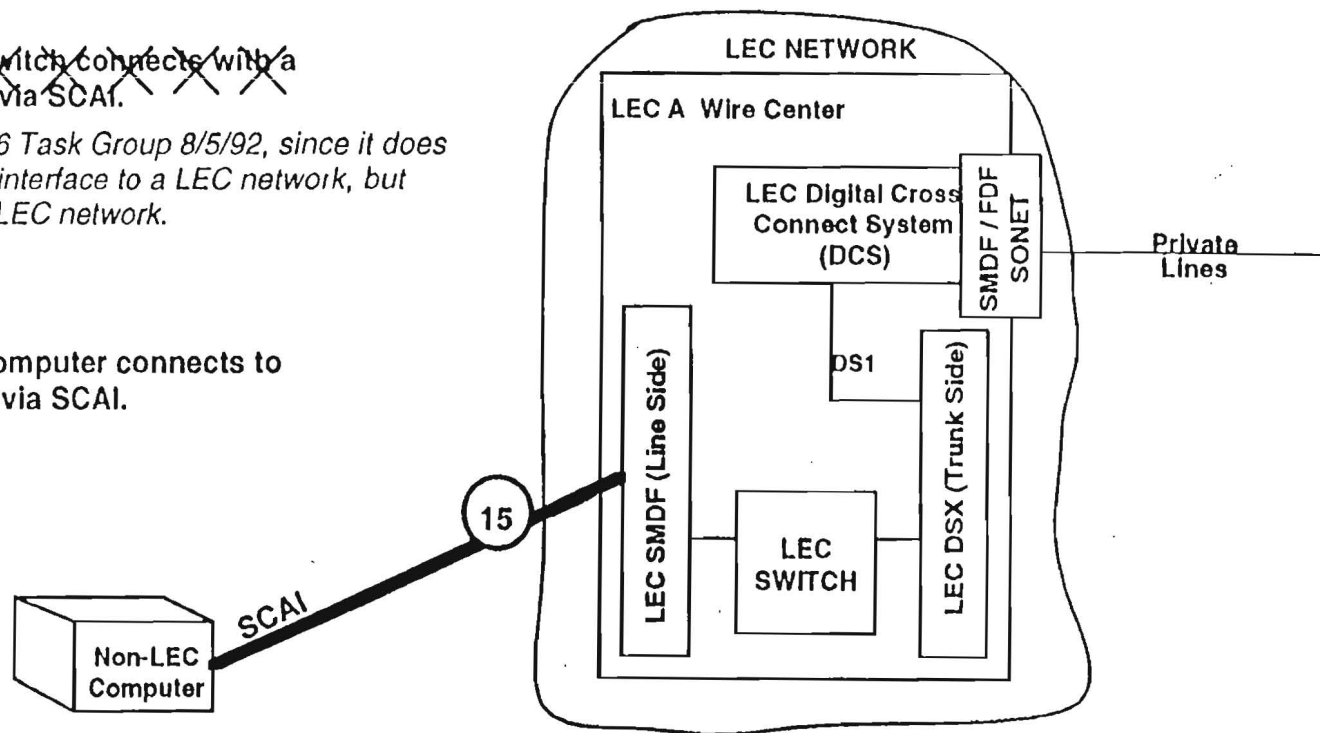 witch connects with a
via SCAI.
6 Task Group 8/5/92, since it does
interface to a LEC network, but
LEC network.
omputer connects to
via SCAI.
LEC NETWORK
LEC A Wire Center
LEC Digital Cross
Connect System
(DCS)
SMDF / FDF
SONET
Private
Lines
DS1
LEC SMDF (Line Side)
LEC SWITCH
LEC DSX (Trunk Side)
15
SCAI
Non-LEC
Computer